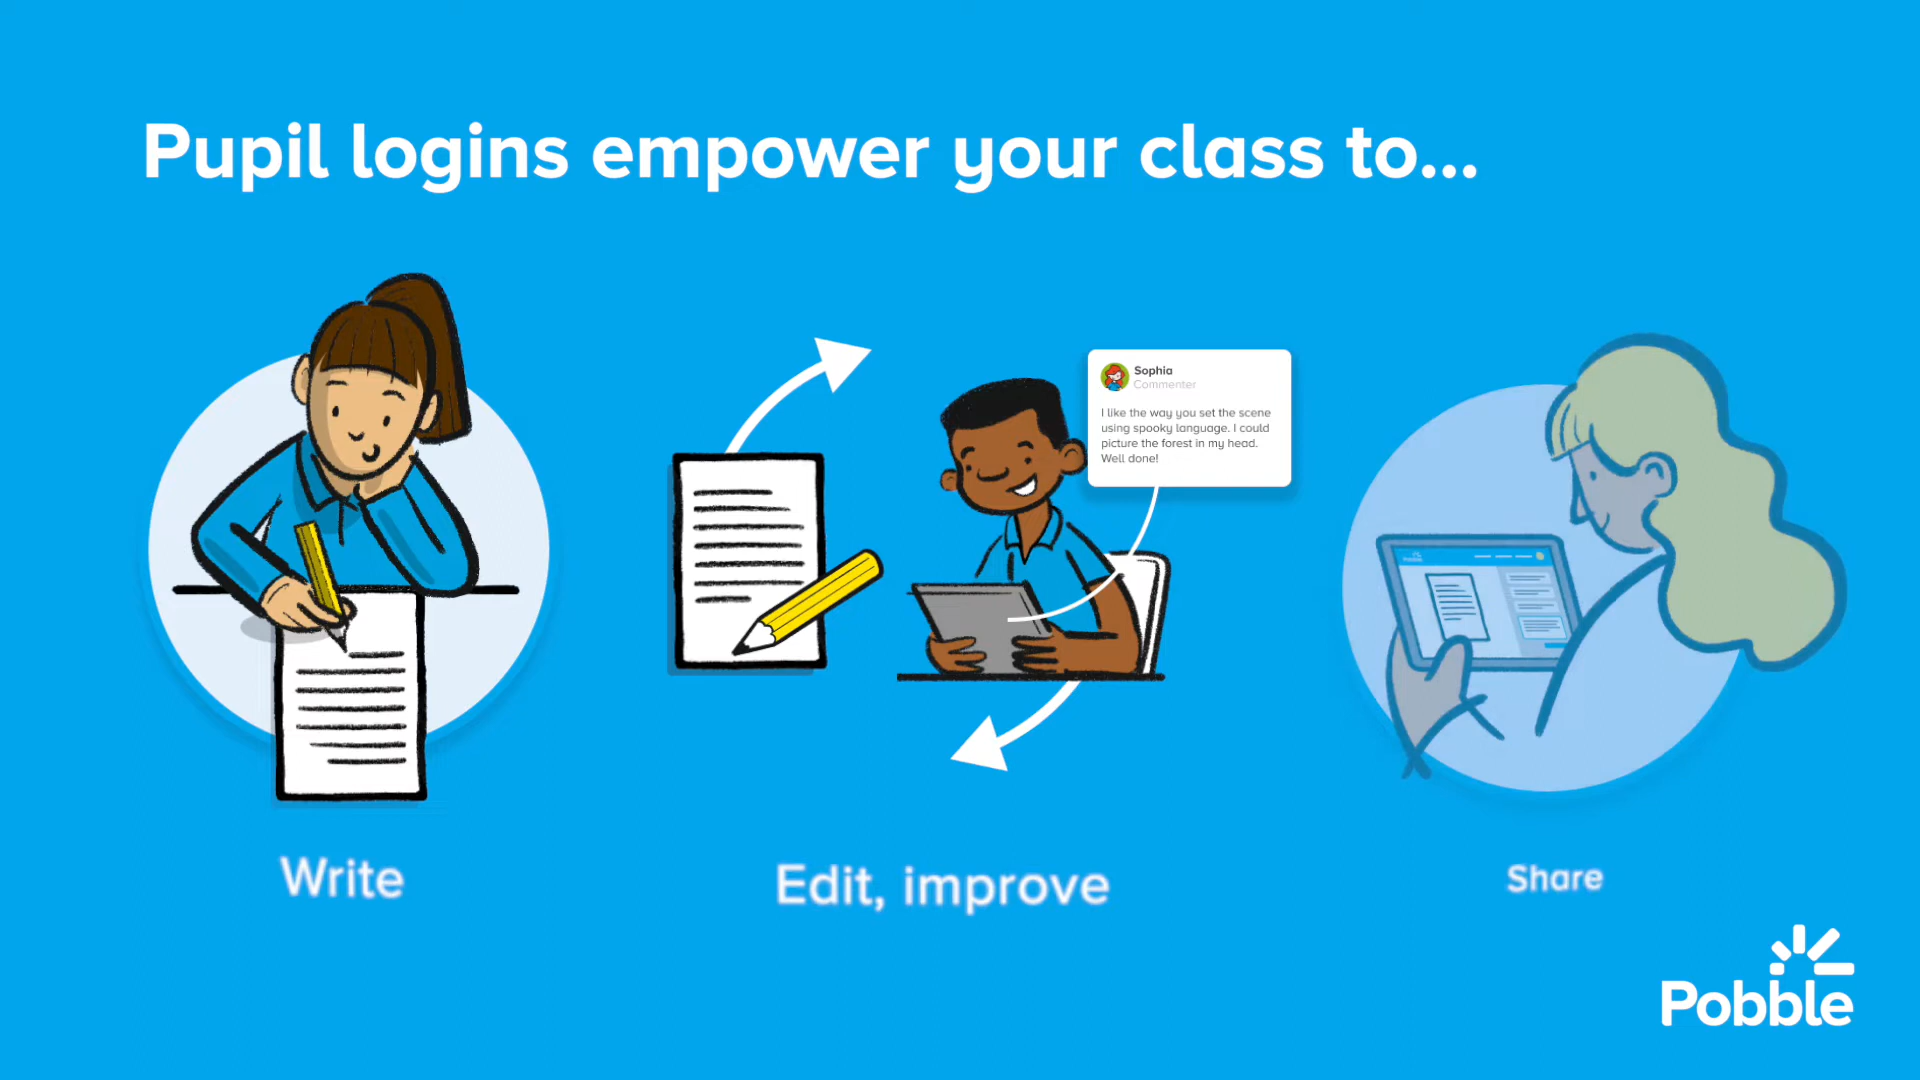 Pupil logins empower your class to...
Sophia
Commenter
I like the way you set the scene
using spooky language. I could
picture the forest in my head.
Well done!
Write
Edit, improve
Share
Pobble